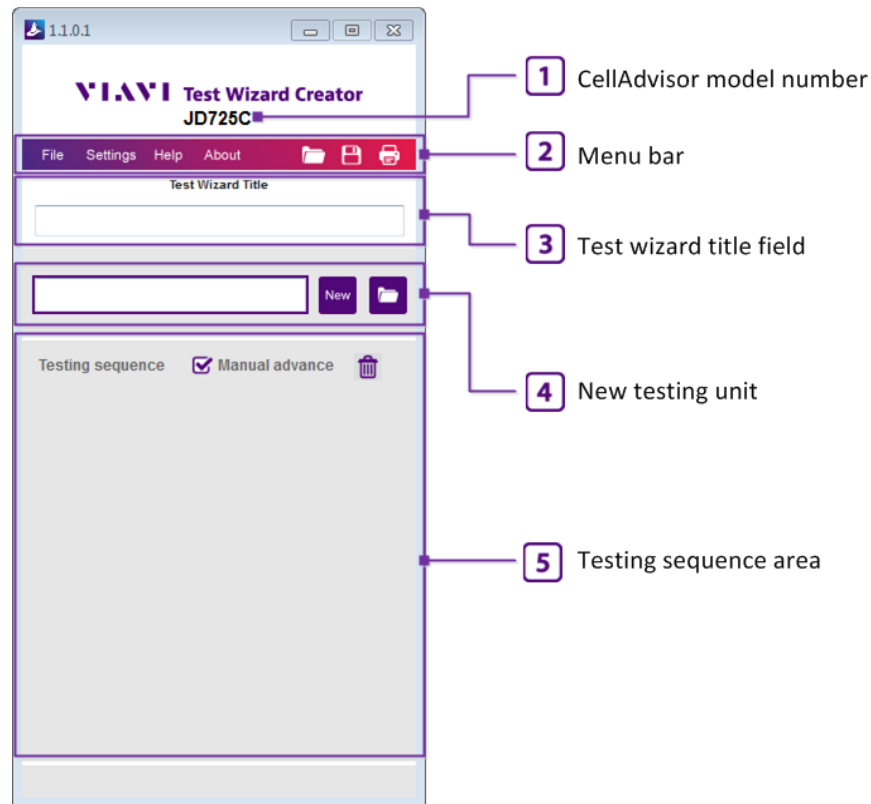 1.1.0.1
VIAVI Test Wizard Creator
JD725C
File Settings Help About
Test Wizard Title
New
Testing sequence Manual advance
1 CellAdvisor model number
2 Menu bar
3 Test wizard title field
4 New testing unit
5 Testing sequence area